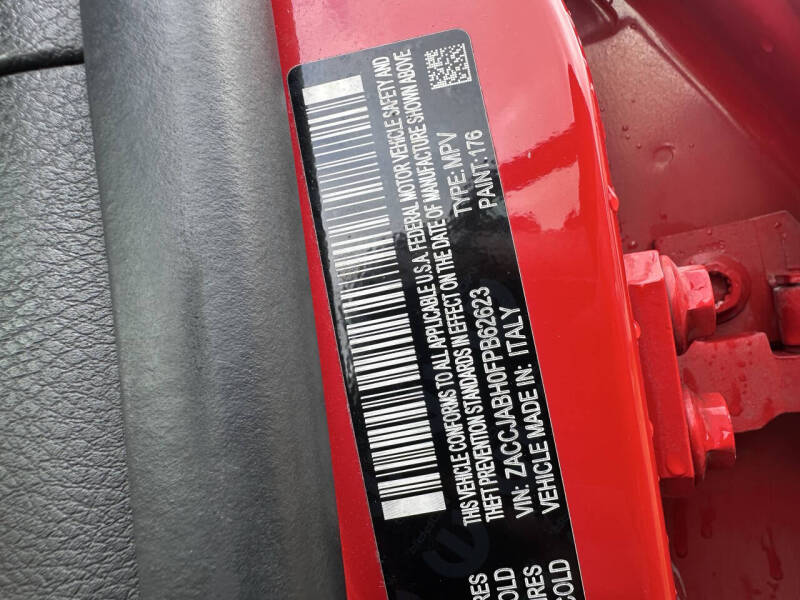 THIS VEHICLE CONFORMS TO ALL APPLICABLE U.S.A. FEDERAL MOTOR VEHICLE SAFETY AND
THEFT PREVENTION STANDARDS IN EFFECT ON THE DATE OF MANUFACTURE SHOWN ABOVE
VIN: ZACCJABH0FPB62623 TYPE: MPV
VEHICLE MADE IN: ITALY PAINT: 176
RES
OLD
IRES
COLD